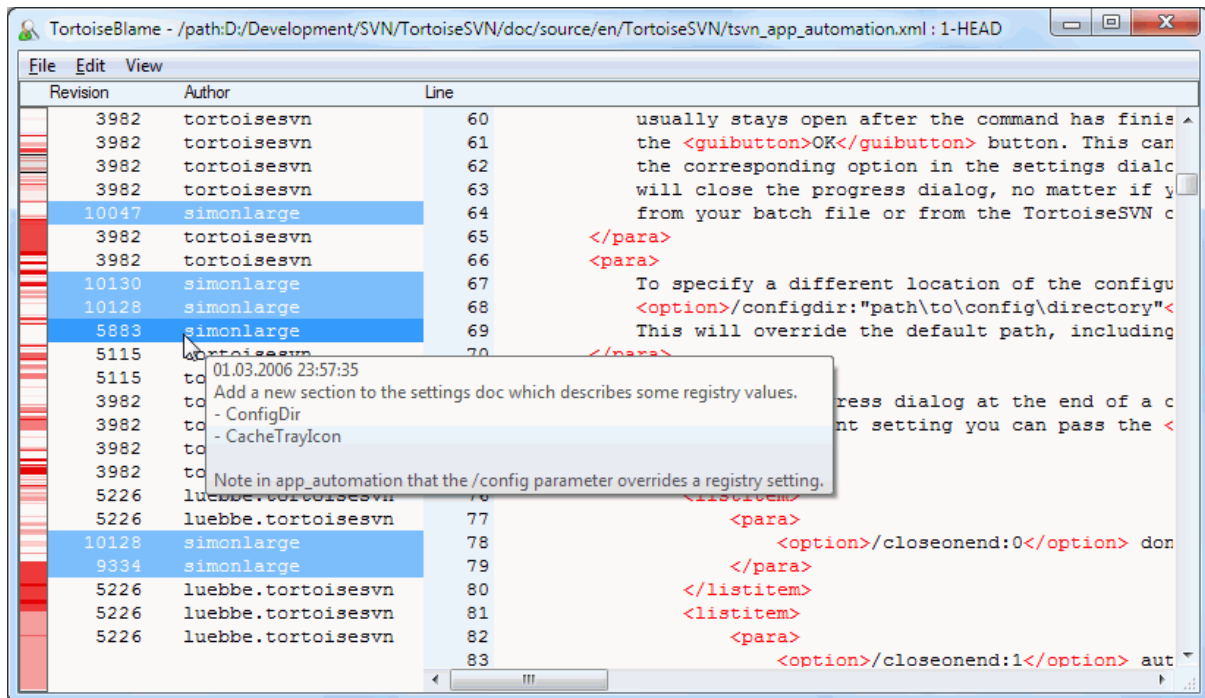 TortoiseBlame - /path:D:/Development/SVN/TortoiseSVN/doc/source/en/TortoiseSVN/tsvn_app_automation.xml : 1-HEAD
File Edit View
Revision Author Line
3982 tortoisesvn 60 usually stays open after the command has finis
3982 tortoisesvn 61 the <guibutton>OK</guibutton> button. This can
3982 tortoisesvn 62 the corresponding option in the settings dialo
3982 tortoisesvn 63 will close the progress dialog, no matter if y
10047 simonlarge 64 from your batch file or from the TortoiseSVN c
3982 tortoisesvn 65 </para>
3982 tortoisesvn 66 <para>
10130 simonlarge 67 To specify a different location of the configu
10128 simonlarge 68 <option>/configdir:"path\to\config\directory"<
5883 simonlarge 69 This will override the default path, including
5115 tortoisesvn 70 </para>
01.03.2006 23:57:35
5115 to
Add a new section to the settings doc which describes some registry values.
3982 to ress dialog at the end of a c
- ConfigDir
3982 to nt setting you can pass the <
- CacheTrayIcon
3982 to
3982 to
Note in app_automation that the /config parameter overrides a registry setting.
5226 luebbe.tortoisesvn 76 <listitem>
5226 luebbe.tortoisesvn 77 <para>
10128 simonlarge 78 <option>/closeonend:0</option> don
9334 simonlarge 79 </para>
5226 luebbe.tortoisesvn 80 </listitem>
5226 luebbe.tortoisesvn 81 <listitem>
5226 luebbe.tortoisesvn 82 <para>
83 <option>/closeonend:1</option> aut